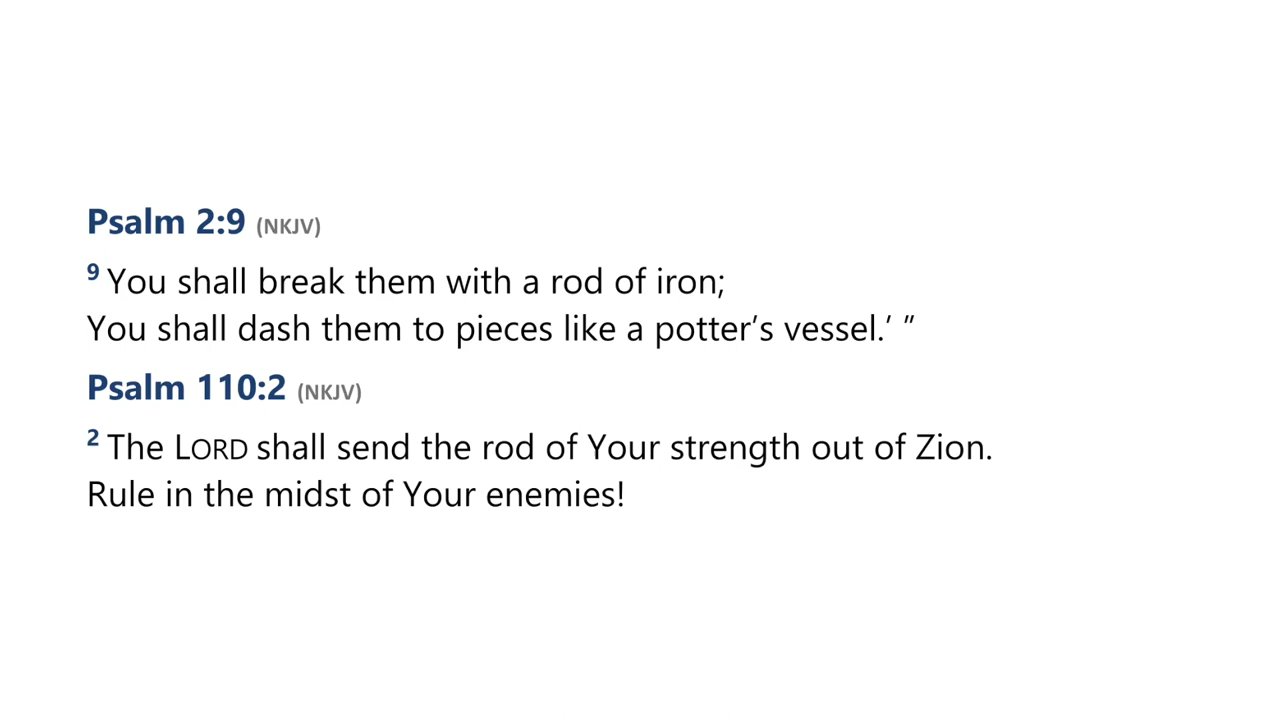 Psalm 2:9 (NKJV)
9 You shall break them with a rod of iron;
You shall dash them to pieces like a potter’s vessel.’ ”
Psalm 110:2 (NKJV)
2 The LORD shall send the rod of Your strength out of Zion.
Rule in the midst of Your enemies!